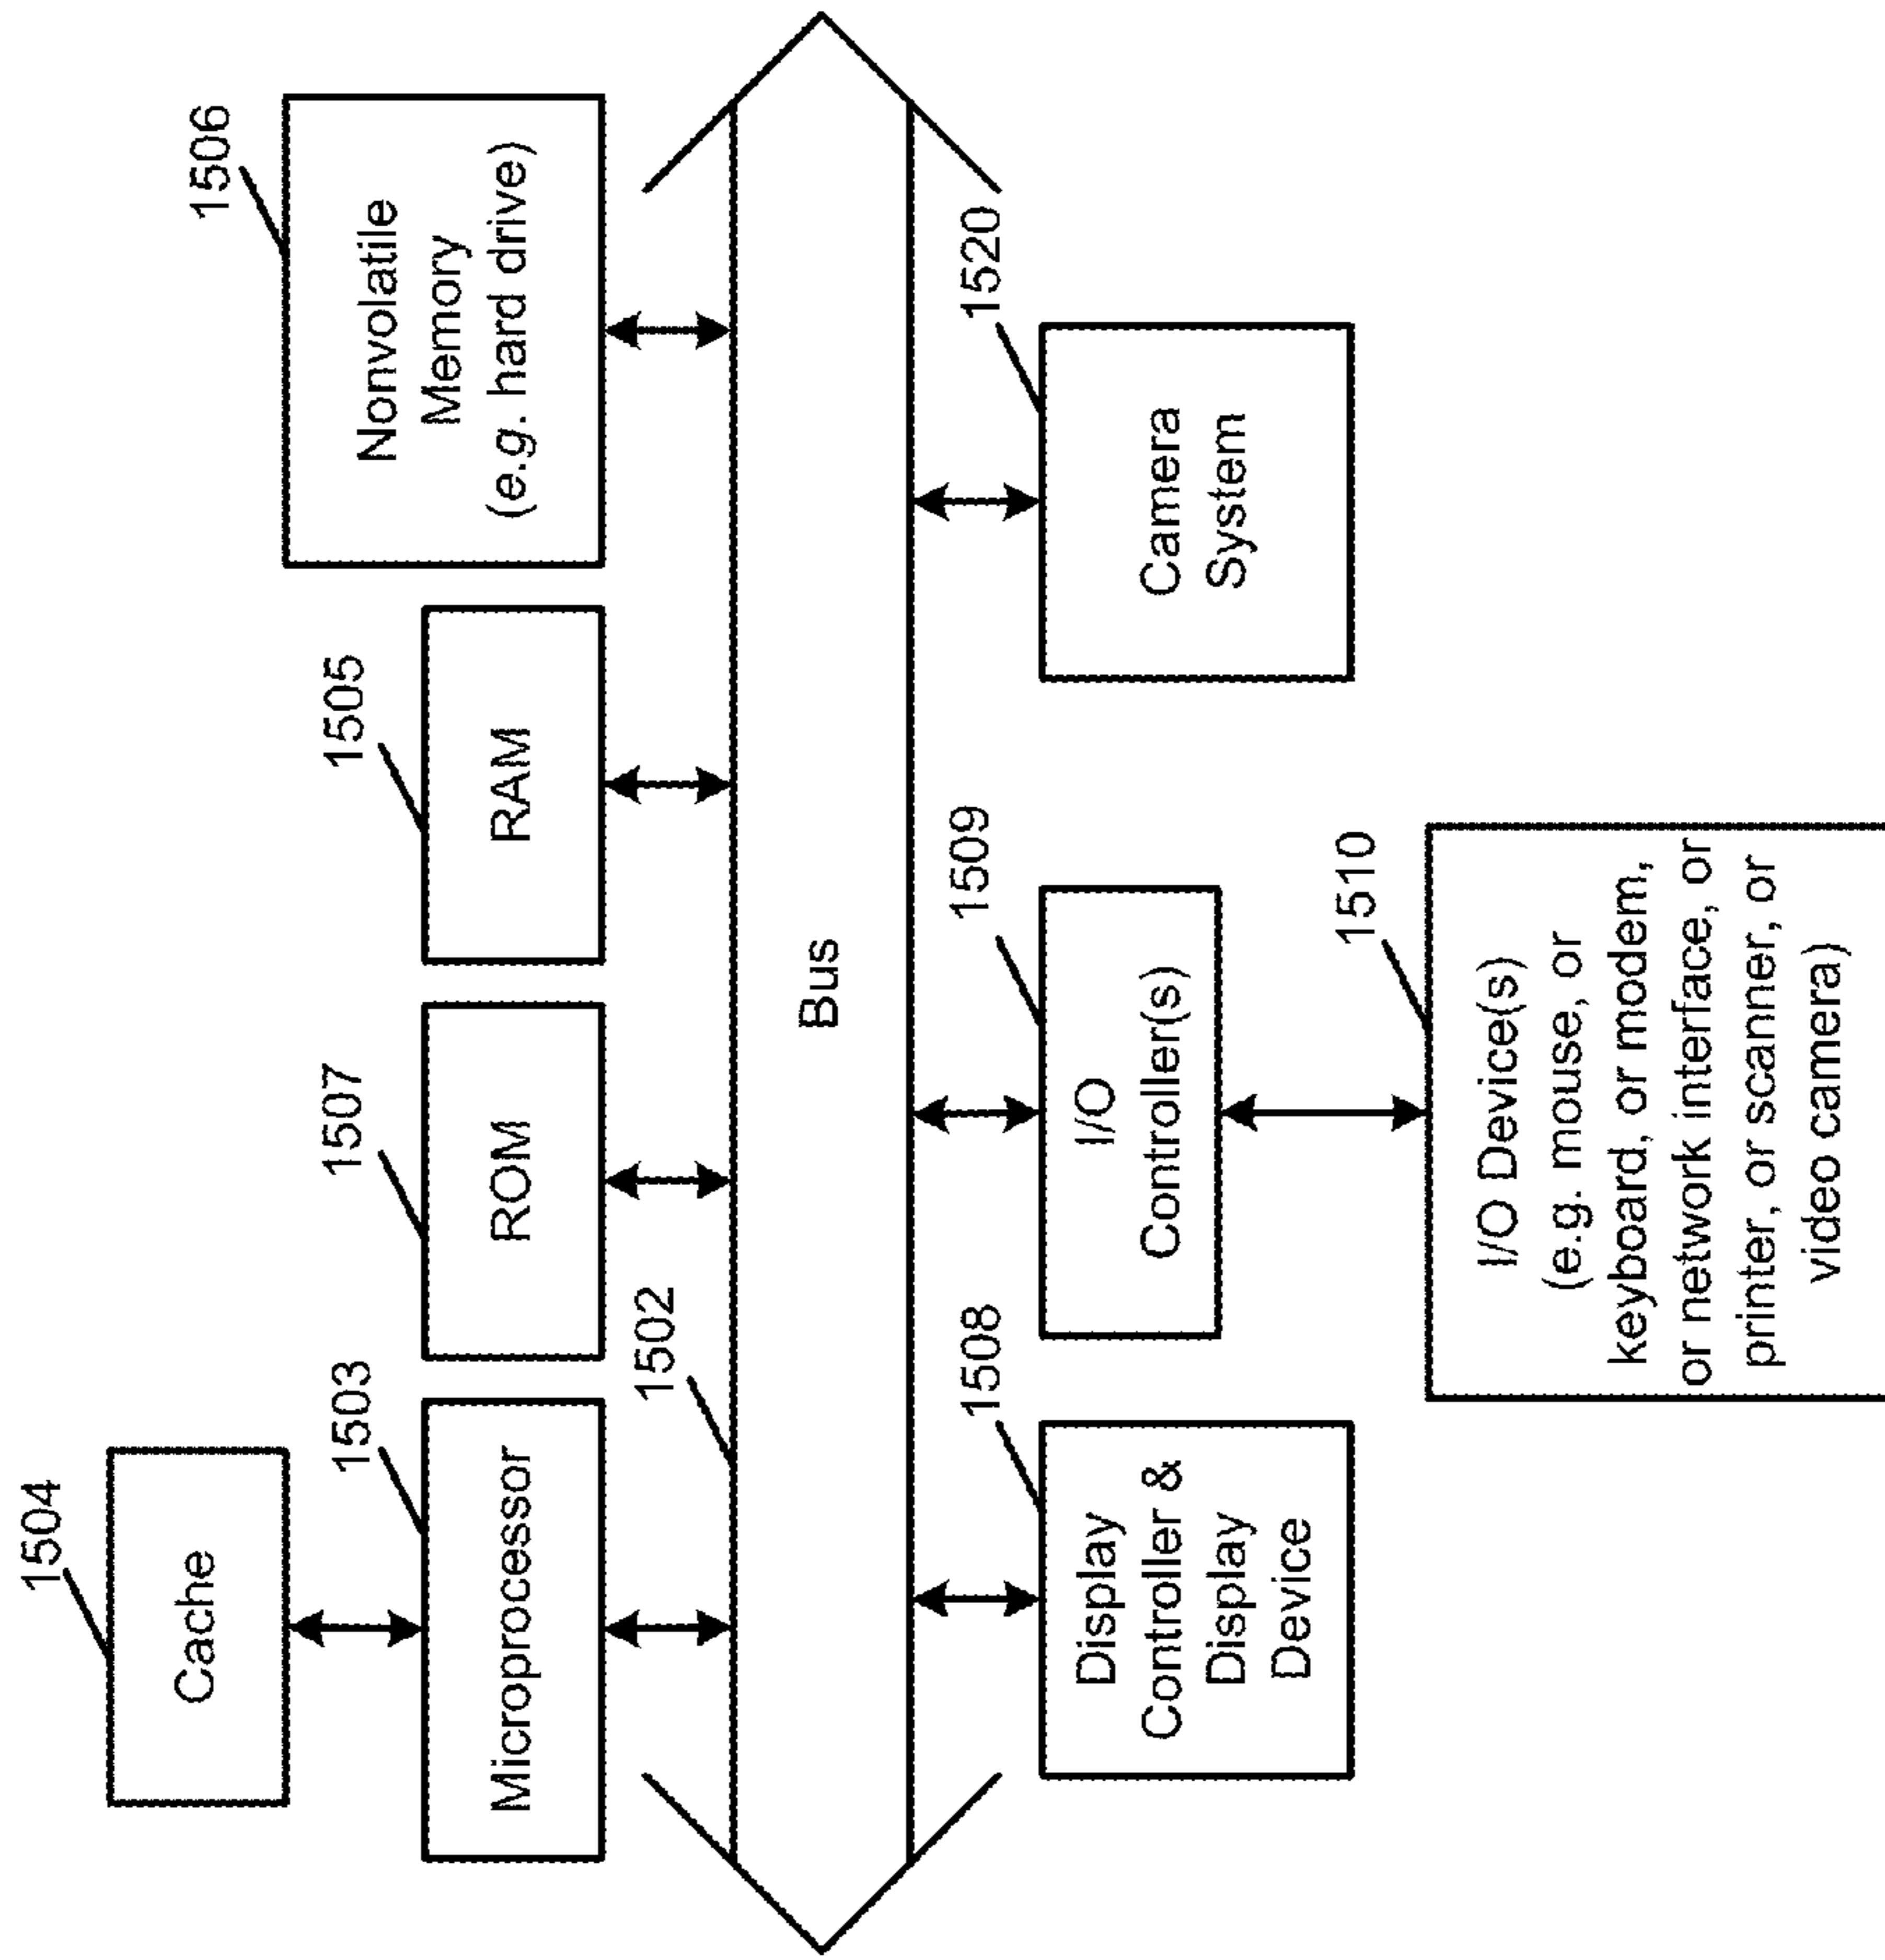 1504
Cache
1503
Microprocessor
1507
ROM
1505
RAM
1506
Nonvolatile
Memory
(e.g. hard drive)
1502
Bus
1508
Display
Controller &
Display
Device
1509
I/O
Controller(s)
1520
Camera
System
1510
I/O Device(s)
(e.g. mouse, or
keyboard, or modem,
or network interface, or
printer, or scanner, or
video camera)